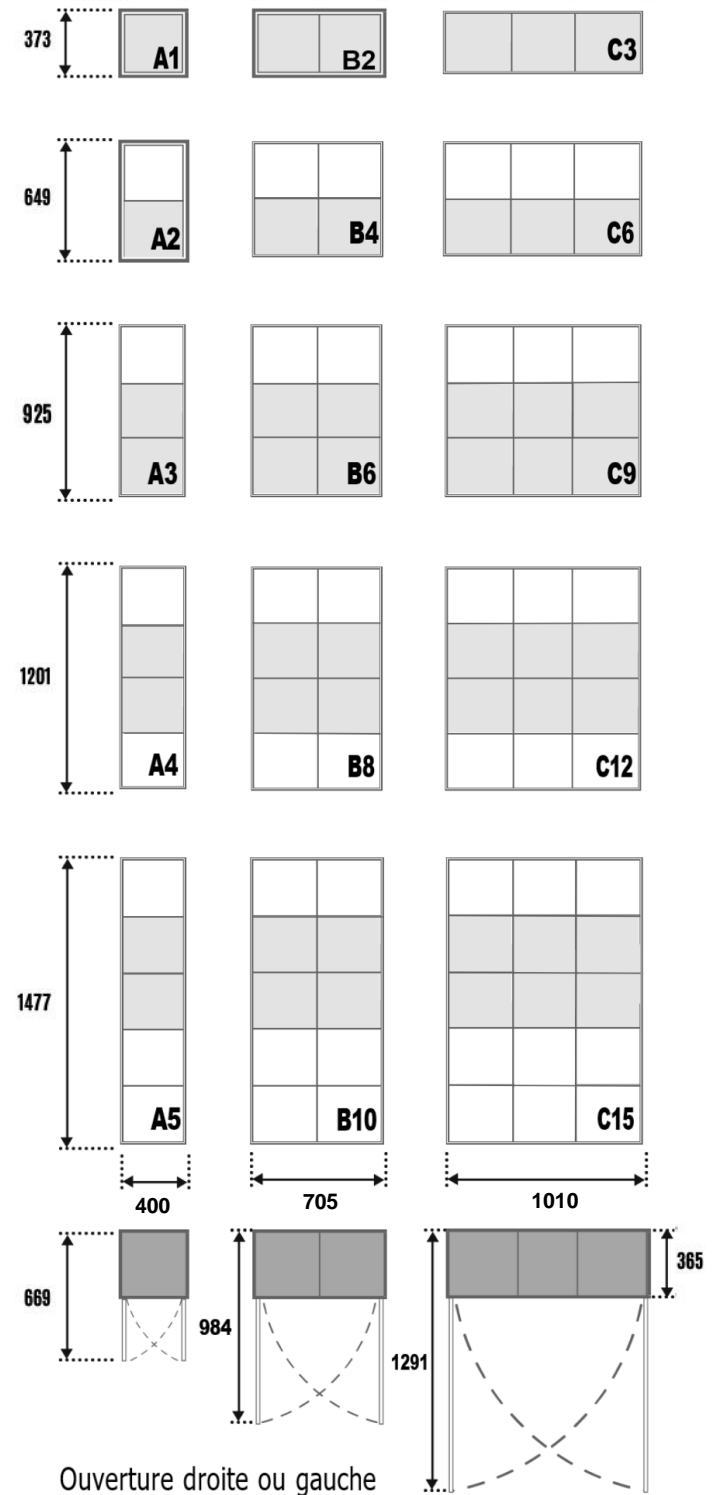 373
A1
B2
C3
649
A2
B4
C6
925
A3
B6
C9
1201
A4
B8
C12
1477
A5
B10
C15
400
705
1010
669
984
1291
365
Ouverture droite ou gauche